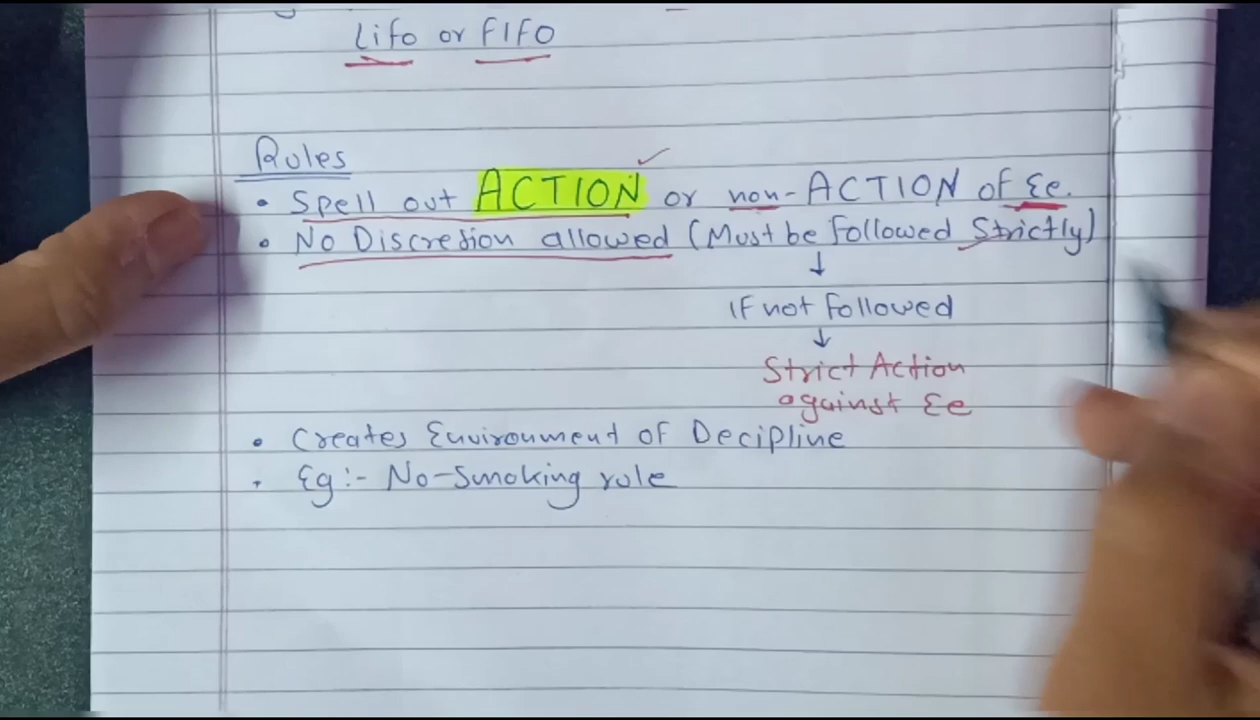 Lifo or FIFO
Rules
• Spell out ACTION or non-ACTION of Ee.
• No Discretion allowed (Must be Followed Strictly)
↓
IF not Followed
↓
Strict Action
against Ee
• Creates Environment of Decipline
• Eg:- No-Smoking rule